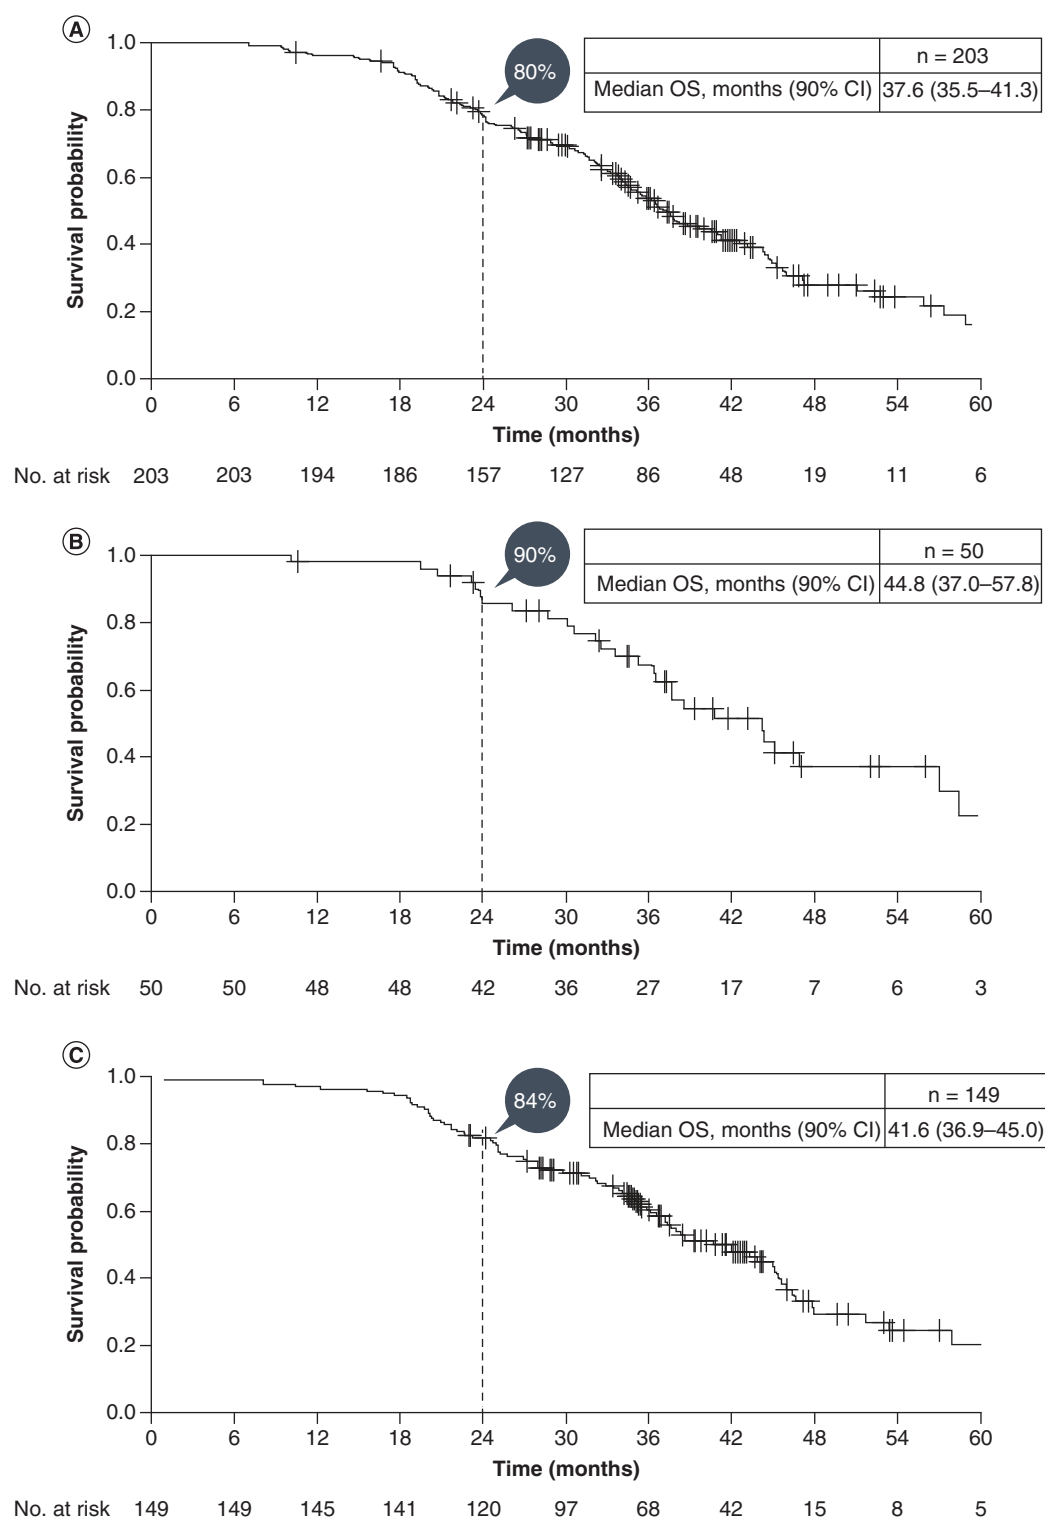 A
1.0
0.8
0.6
0.4
0.2
0.0
Survival probability
80%
n = 203
Median OS, months (90% CI) 37.6 (35.5–41.3)
0 6 12 18 24 30 36 42 48 54 60
Time (months)
No. at risk 203 203 194 186 157 127 86 48 19 11 6
B
1.0
0.8
0.6
0.4
0.2
0.0
Survival probability
90%
n = 50
Median OS, months (90% CI) 44.8 (37.0–57.8)
0 6 12 18 24 30 36 42 48 54 60
Time (months)
No. at risk 50 50 48 48 42 36 27 17 7 6 3
C
1.0
0.8
0.6
0.4
0.2
0.0
Survival probability
84%
n = 149
Median OS, months (90% CI) 41.6 (36.9–45.0)
0 6 12 18 24 30 36 42 48 54 60
Time (months)
No. at risk 149 149 145 141 120 97 68 42 15 8 5